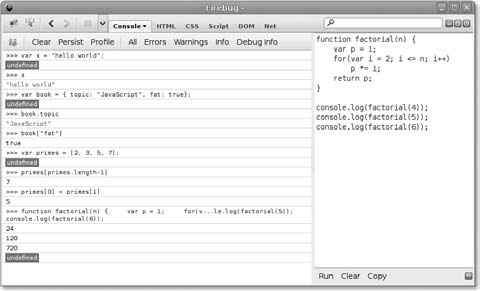 Firebug -
Console HTML CSS Script DOM Net
Clear Persist Profile All Errors Warnings Info Debug Info
>>> var x = "hello world";
undefined
>>> x
"hello world"
>>> var book = { topic: "JavaScript", fat: true};
undefined
>>> book.topic
"JavaScript"
>>> book["fat"]
true
>>> var primes = [2, 3, 5, 7];
undefined
>>> primes[primes.length-1]
7
>>> primes[0] + primes[1]
5
>>> function factorial(n) { var p = 1; for(v...le.log(factorial(5));
console.log(factorial(6));
24
120
720
undefined
function factorial(n) {
var p = 1;
for(var i = 2; i <= n; i++)
p *= i;
return p;
}
console.log(factorial(4));
console.log(factorial(5));
console.log(factorial(6));
Run Clear Copy